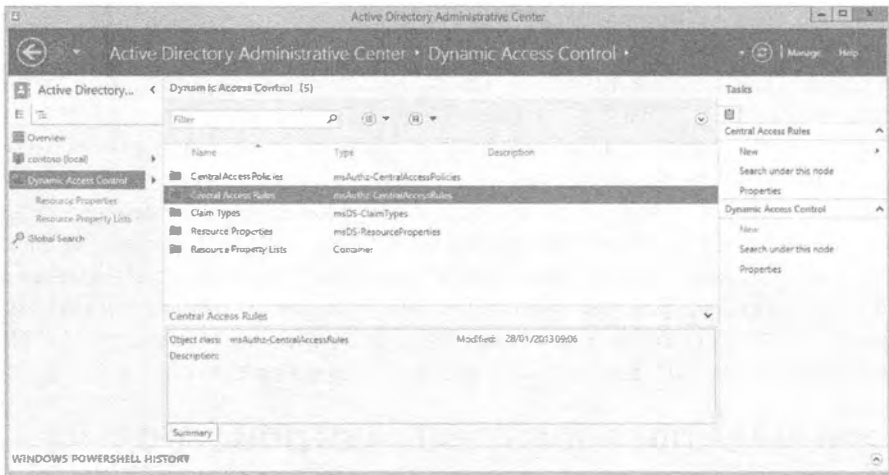 Active Directory Administrative Center
Active Directory Administrative Center • Dynamic Access Control •
Manage Help
Active Directory... <
Overview
contoso (local)
Dynamic Access Control
Resource Properties
Resource Property Lists
Global Search
Dynamic Access Control (5)
Filter
Name Type Description
Central Access Policies msAuthz-CentralAccessPolicies
Central Access Rules msAuthz-CentralAccessRules
Claim Types msDS-ClaimTypes
Resource Properties msDS-ResourceProperties
Resource Property Lists Container
Central Access Rules
Object class: msAuthz-CentralAccessRules Modified: 28/01/2013 09:06
Description:
Summary
Tasks
Central Access Rules
New
Search under this node
Properties
Dynamic Access Control
New
Search under this node
Properties
WINDOWS POWERSHELL HISTORY